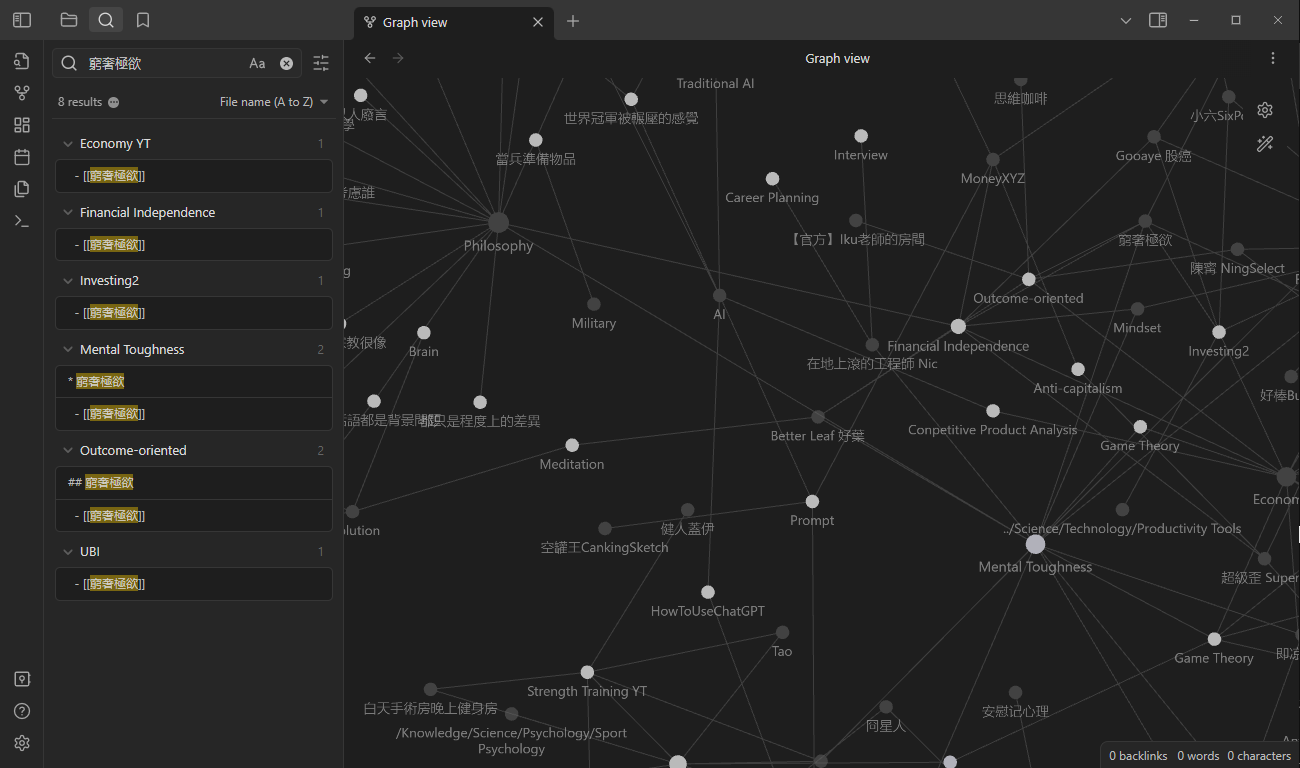 Graph view
窮奢極欲
Aa
Graph view
8 results
File name (A to Z)
Economy YT
1
- [[窮奢極欲]]
Financial Independence
1
- [[窮奢極欲]]
Investing2
1
- [[窮奢極欲]]
Mental Toughness
2
* 窮奢極欲
- [[窮奢極欲]]
Outcome-oriented
2
## 窮奢極欲
- [[窮奢極欲]]
UBI
1
- [[窮奢極欲]]
Traditional AI
思維咖啡
人廢言
學
世界冠軍被輾壓的感覺
小六SixPe
當兵準備物品
Interview
Gooaye 股癌
MoneyXYZ
慮誰
Career Planning
Philosophy
【官方】Iku老師的房間
窮奢極欲
陳甯 NingSelect
Outcome-oriented
AI
Military
Mindset
教很像
Brain
Financial Independence
Investing2
在地上滾的工程師 Nic
Anti-capitalism
好棒Bu
都只是程度上的差異
Better Leaf 好葉
Conpetitive Product Analysis
Game Theory
Meditation
Econom
Prompt
健人蓋伊
../Science/Technology/Productivity Tools
lution
空罐王CankingSketch
Mental Toughness
超級歪 Super
HowToUseChatGPT
Tao
Game Theory
Strength Training YT
白天手術房晚上健身房
安慰记心理
冏星人
/Knowledge/Science/Psychology/Sport
Psychology
0 backlinks
0 words
0 characters